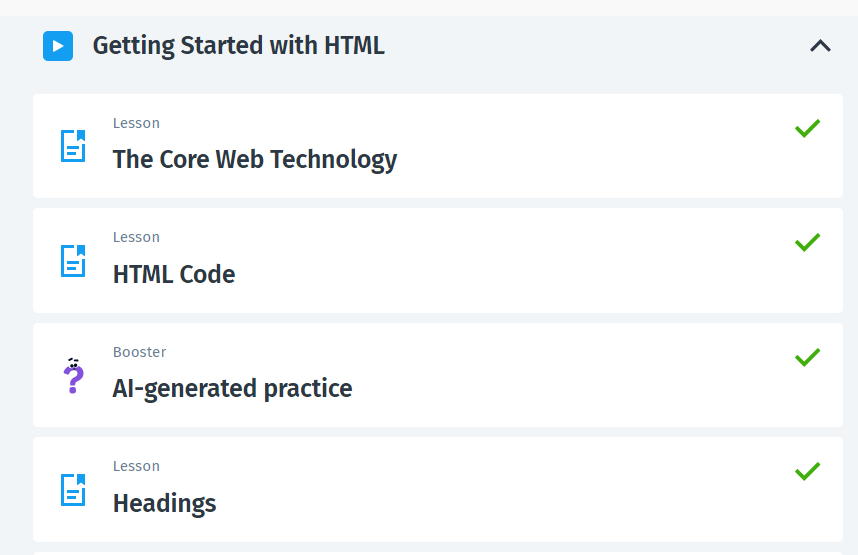 Getting Started with HTML
Lesson
The Core Web Technology
Lesson
HTML Code
Booster
AI-generated practice
Lesson
Headings